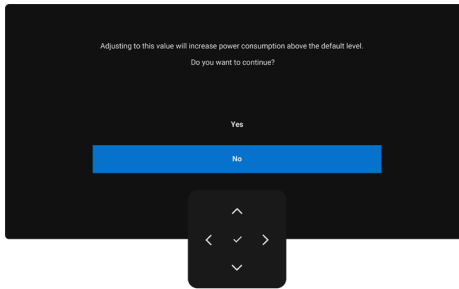 Adjusting to this value will increase power consumption above the default level.
Do you want to continue?
Yes
No